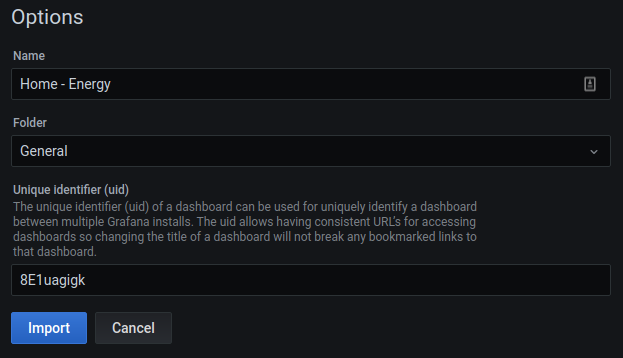 Options
Name
Home - Energy
Folder
General
Unique identifier (uid)
The unique identifier (uid) of a dashboard can be used for uniquely identify a dashboard
between multiple Grafana installs. The uid allows having consistent URL's for accessing
dashboards so changing the title of a dashboard will not break any bookmarked links to
that dashboard.
8E1uagigk
Import Cancel